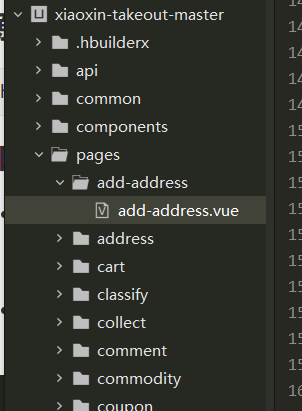 xiaoxin-takeout-master
.hbuilderx
api
common
components
pages
add-address
add-address.vue
address
cart
classify
collect
comment
commodity
coupon